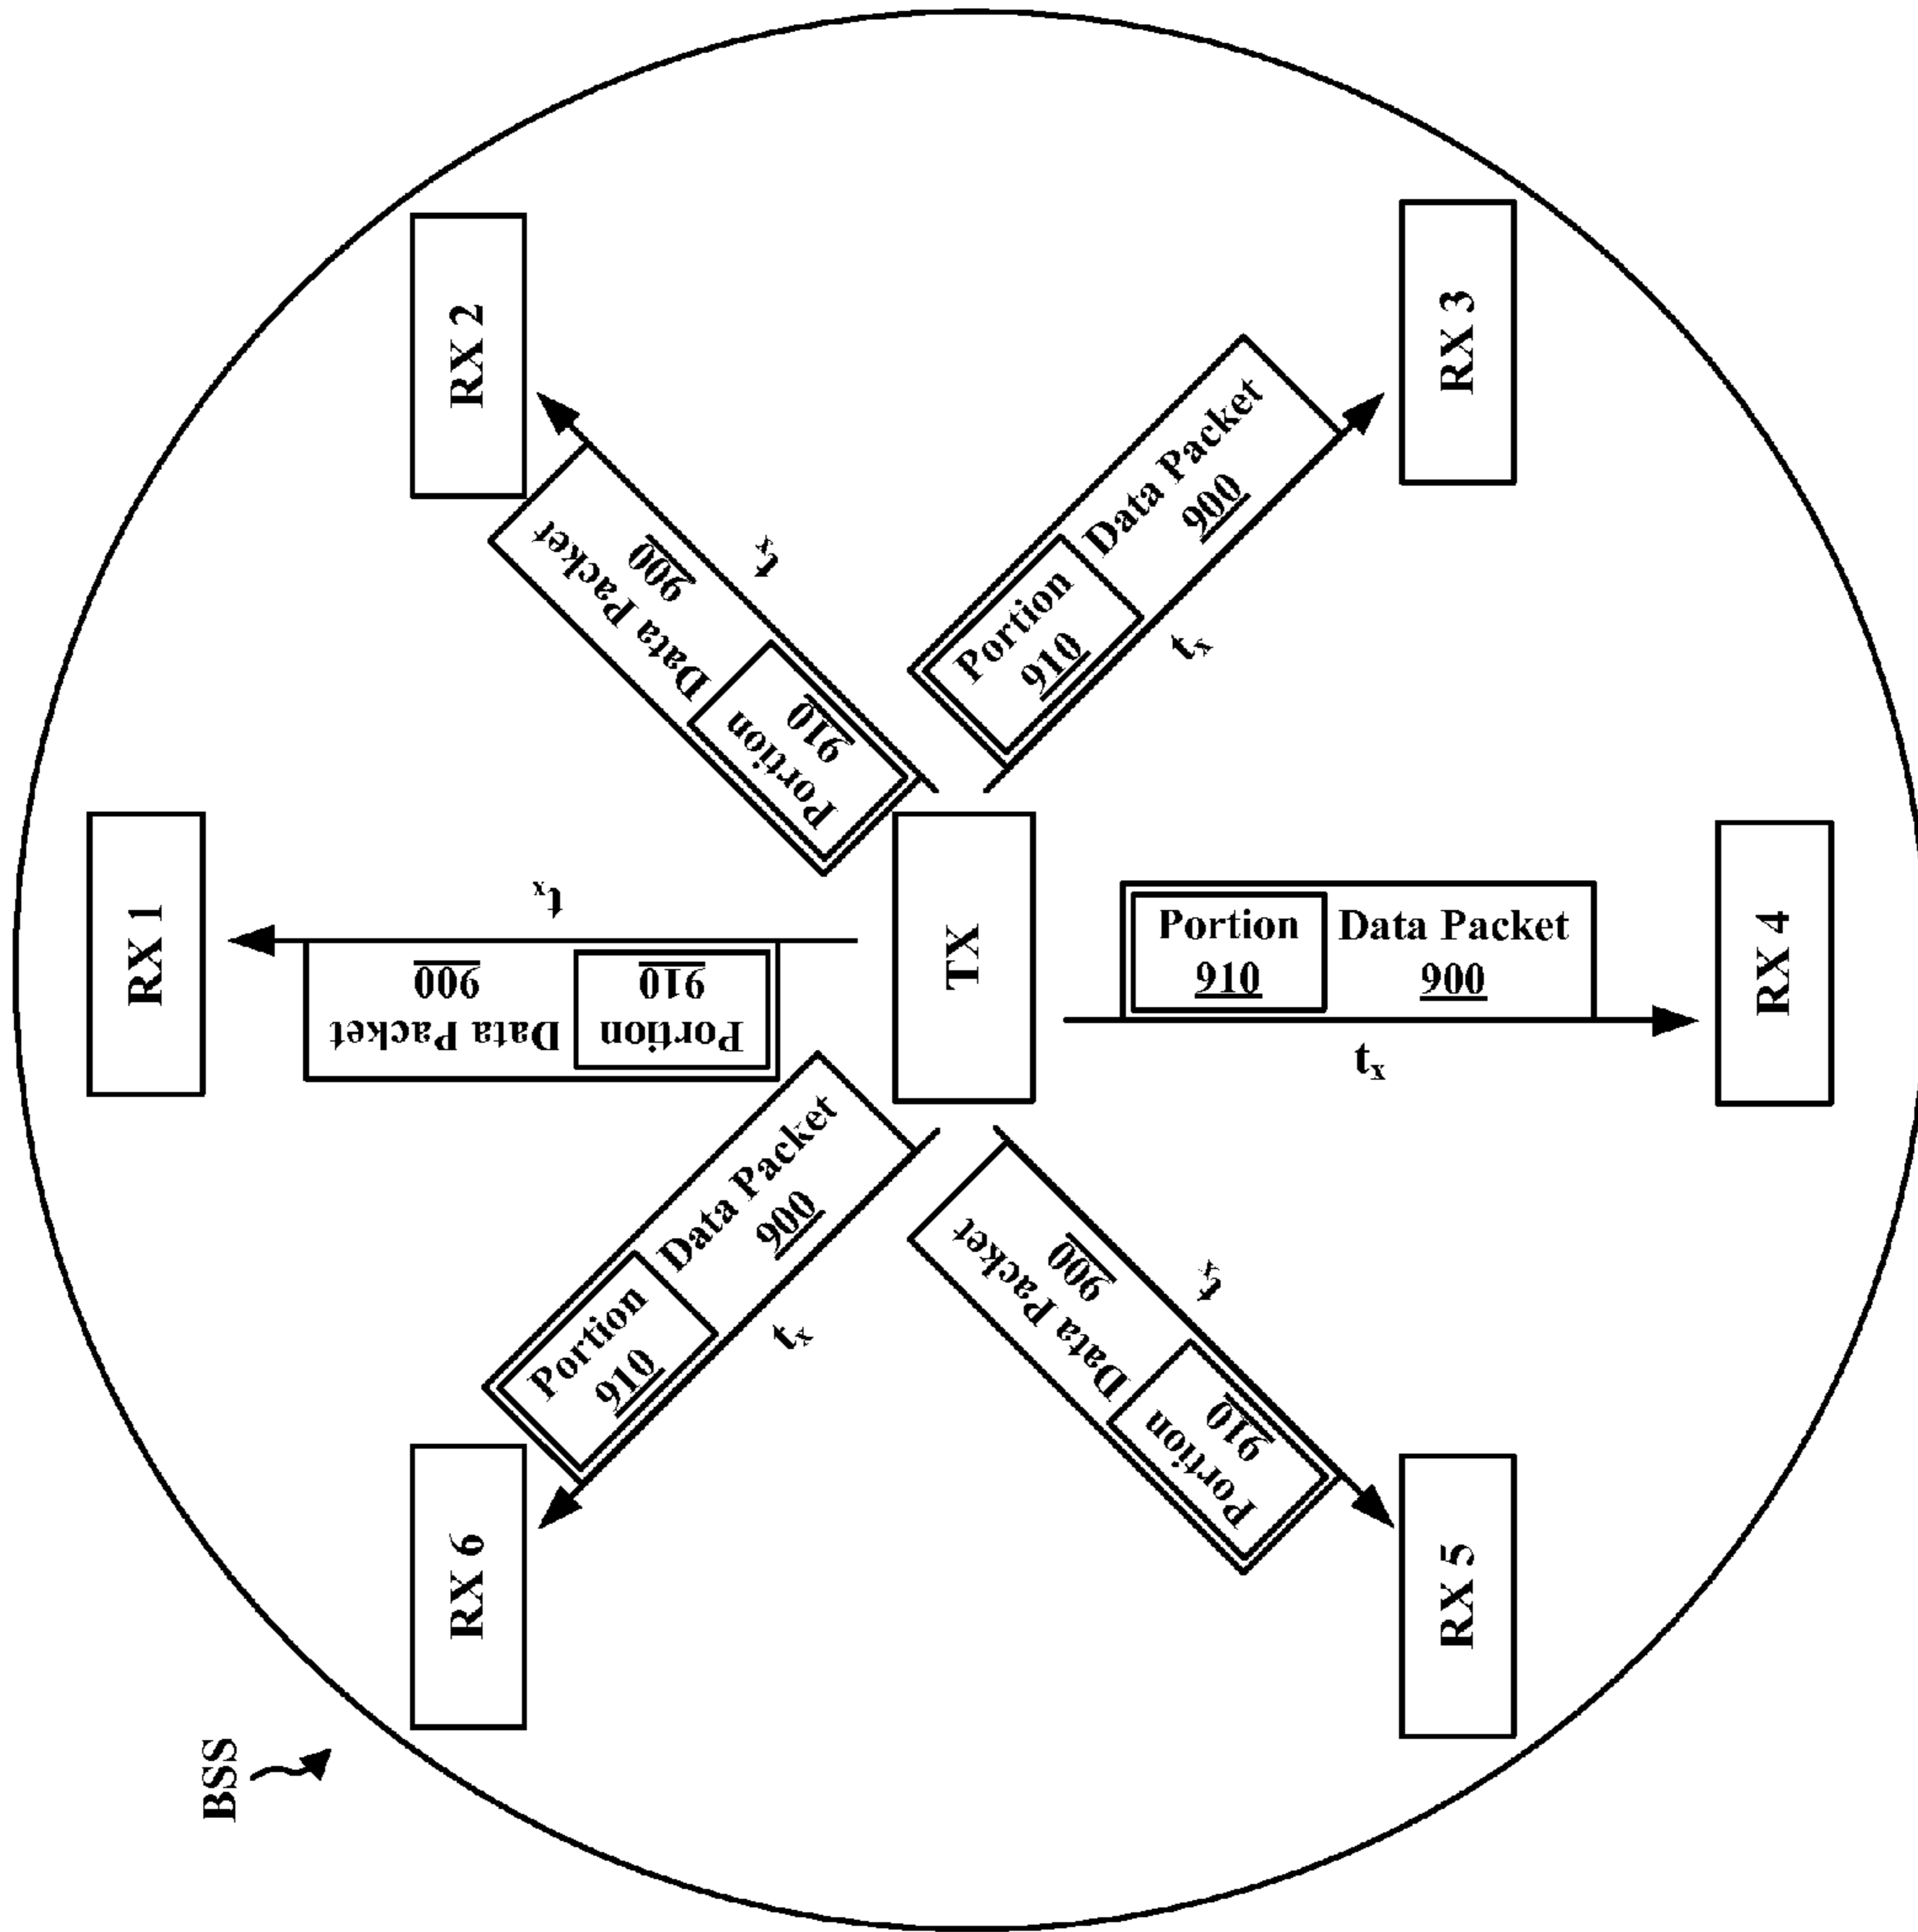 BSS
RX 1
t_x
Data Packet
900
Portion
910
RX 2
t_x
Data Packet
900
Portion
910
RX 3
t_x
Portion
910
Data Packet
900
TX
RX 4
t_x
Portion
910
Data Packet
900
RX 5
t_x
Data Packet
900
Portion
910
RX 6
t_x
Portion
910
Data Packet
900